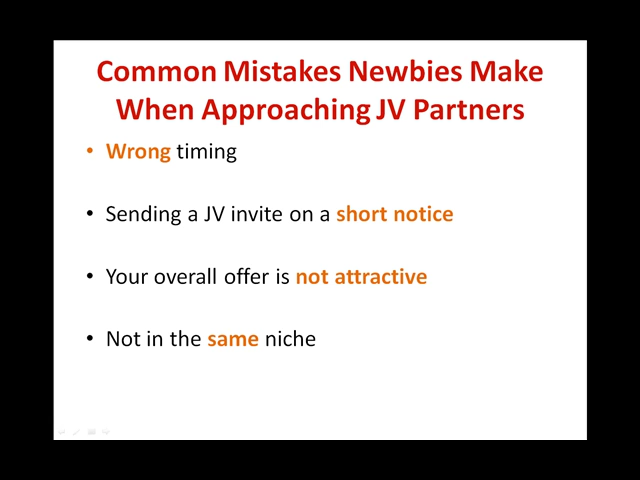 Common Mistakes Newbies Make
When Approaching JV Partners
• Wrong timing
• Sending a JV invite on a short notice
• Your overall offer is not attractive
• Not in the same niche